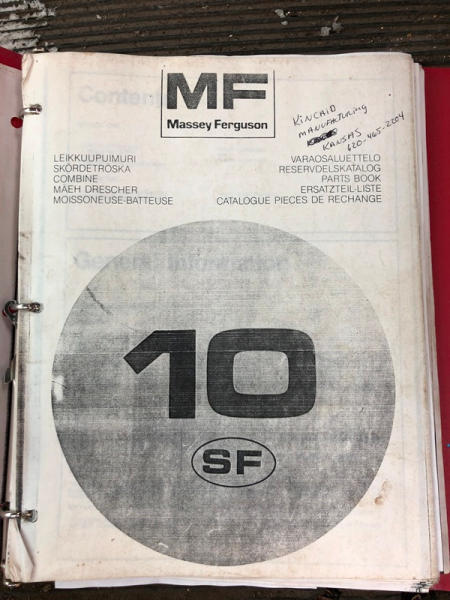 MF
Massey Ferguson
KINCAID
MANUFACTURING
KANSAS
620-465-2204
LEIKKUUPUIMURI
SKÖRDETRÖSKA
COMBINE
MÄEH DRESCHER
MOISSONEUSE-BATTEUSE
VARAOSALUETTELO
RESERVDELSKATALOG
PARTS BOOK
ERSATZTEIL-LISTE
CATALOGUE PIECES DE RECHANGE
10
SF